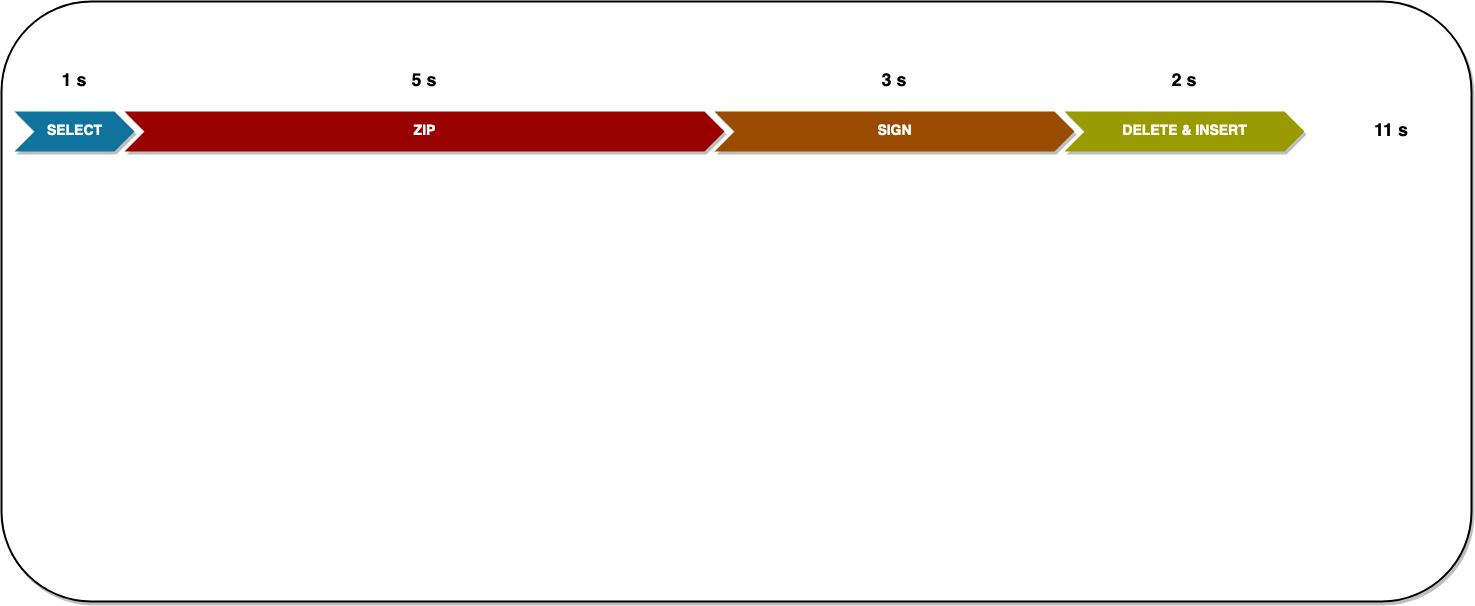 1 s
5 s
3 s
2 s
SELECT
ZIP
SIGN
DELETE & INSERT
11 s